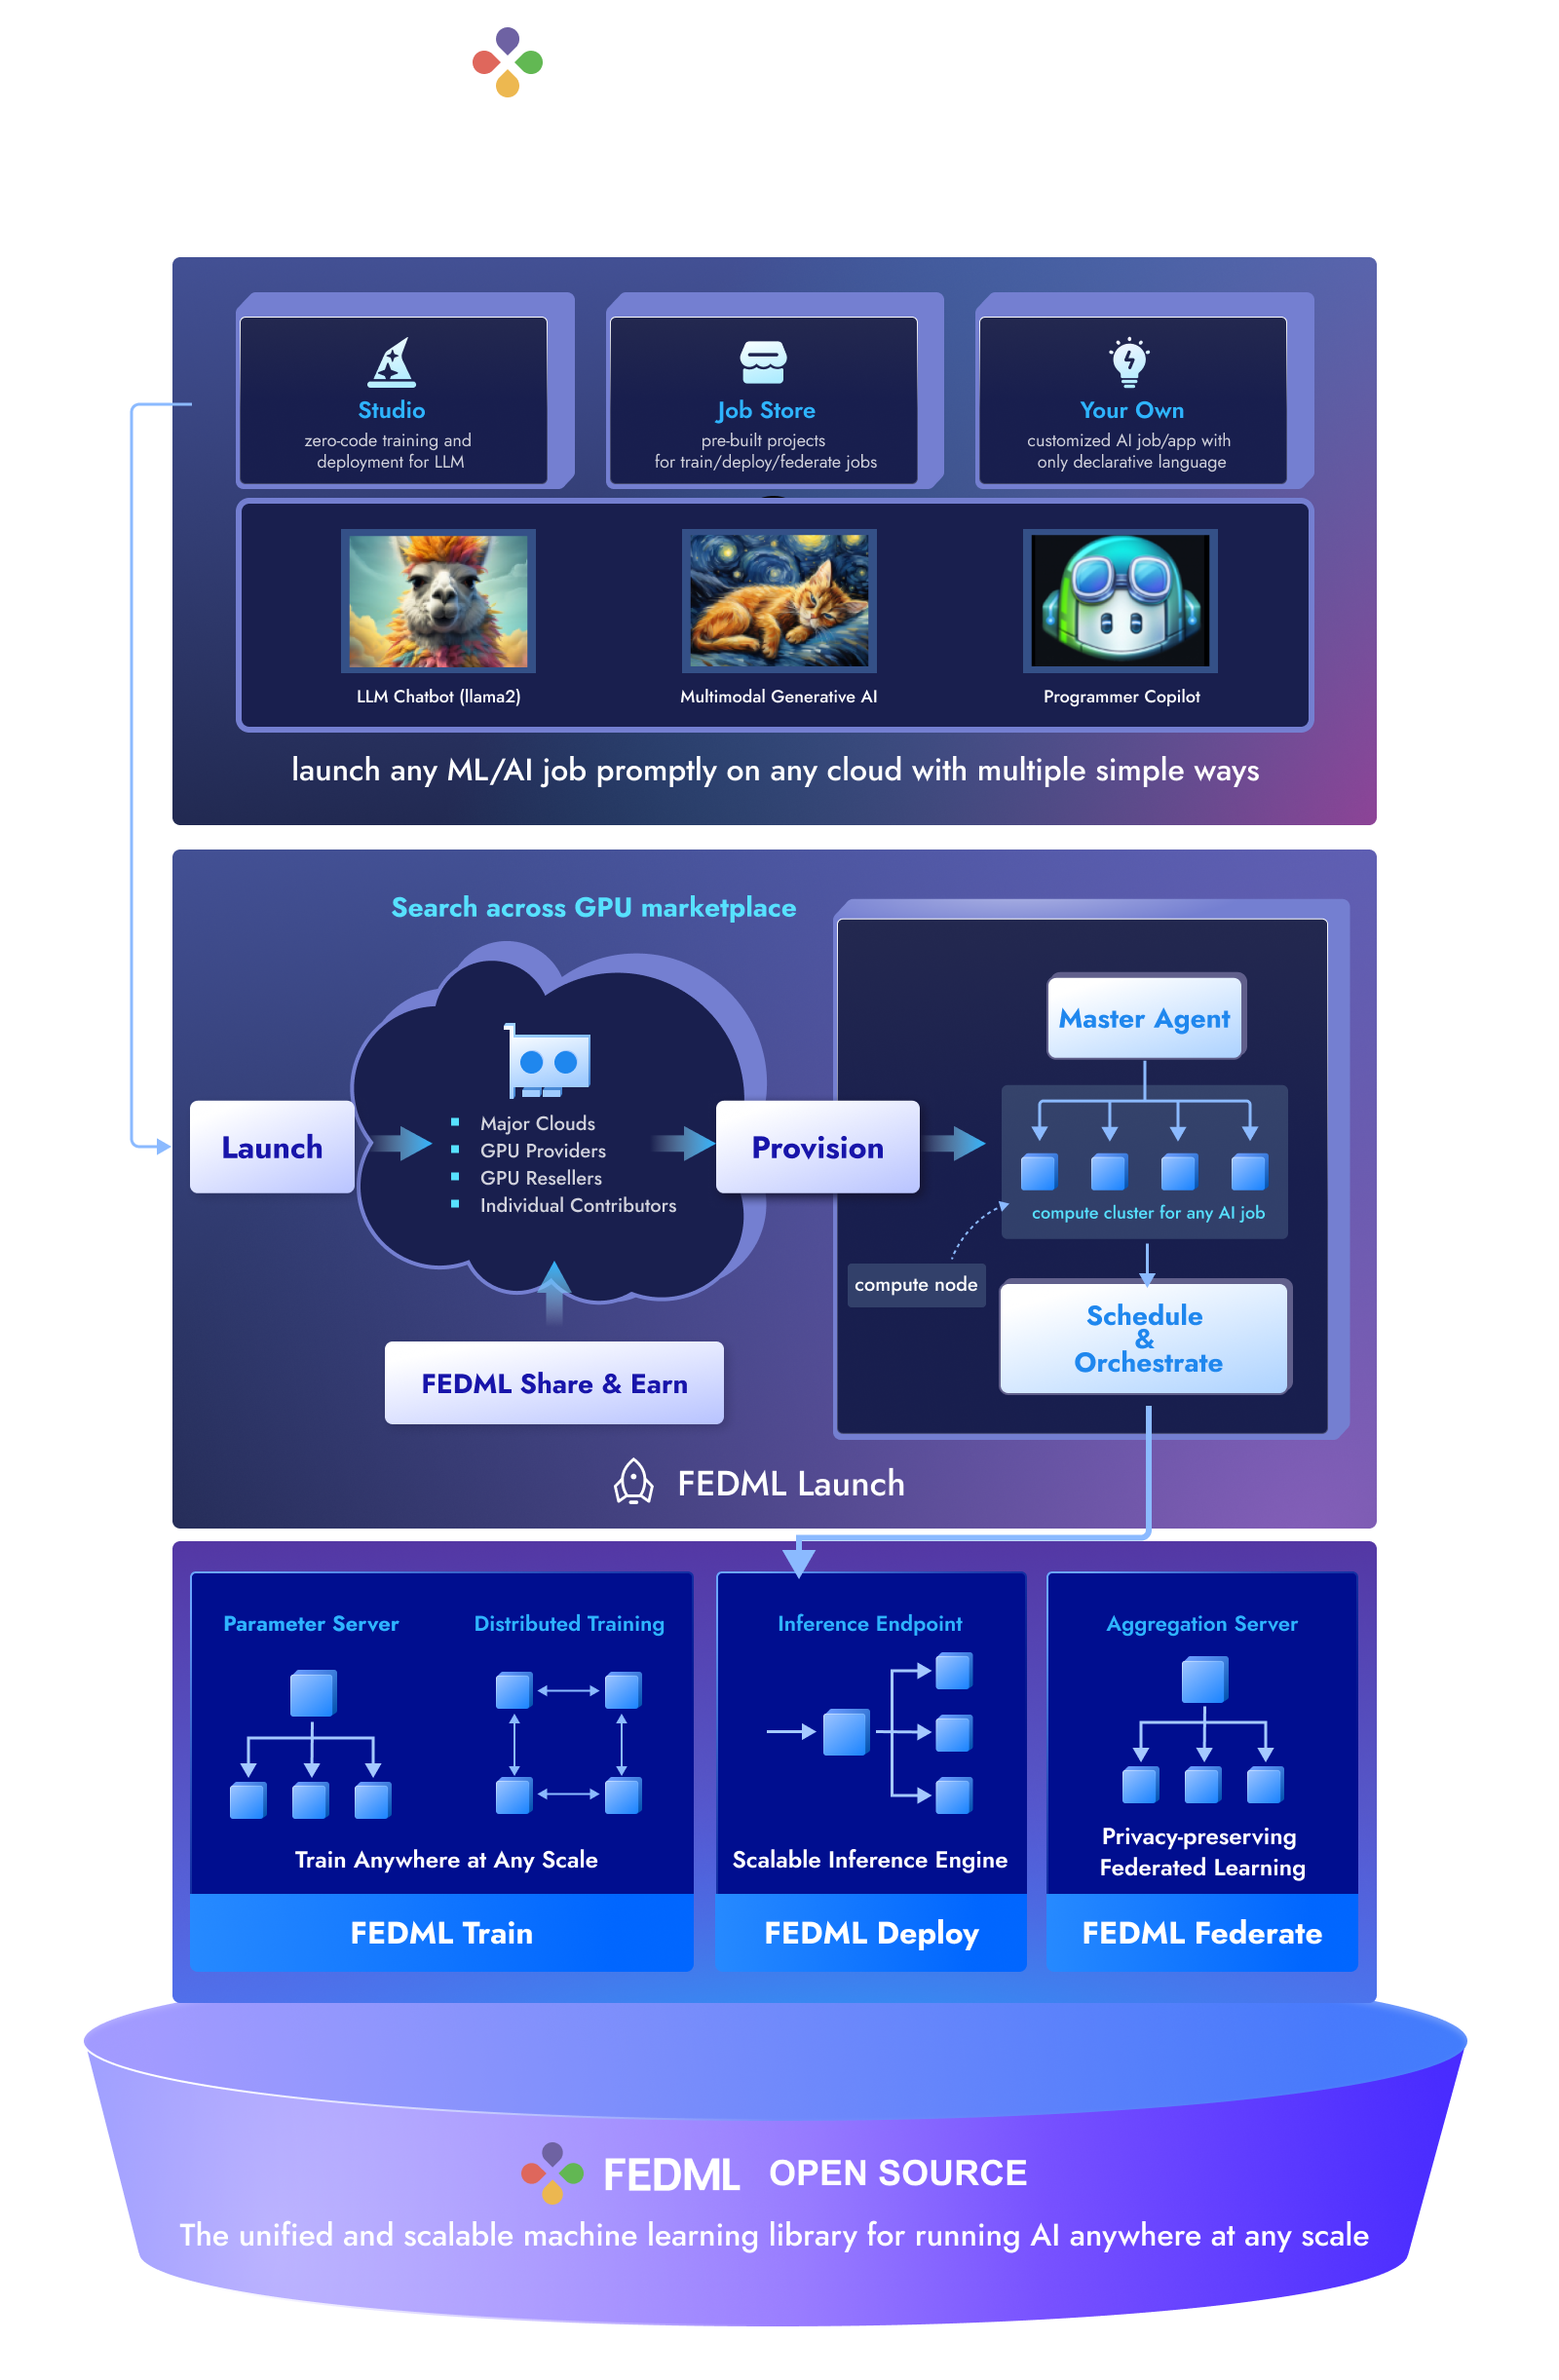 Studio
zero-code training and
deployment for LLM
Job Store
pre-built projects
for train/deploy/federate jobs
Your Own
customized AI job/app with
only declarative language
LLM Chatbot (llama2)
Multimodal Generative AI
Programmer Copilot
launch any ML/AI job promptly on any cloud with multiple simple ways
Search across GPU marketplace
Launch
Major Clouds
GPU Providers
GPU Resellers
Individual Contributors
Provision
FEDML Share & Earn
Master Agent
compute cluster for any AI job
compute node
Schedule
&
Orchestrate
FEDML Launch
Parameter Server
Distributed Training
Train Anywhere at Any Scale
FEDML Train
Inference Endpoint
Scalable Inference Engine
FEDML Deploy
Aggregation Server
Privacy-preserving
Federated Learning
FEDML Federate
FEDML OPEN SOURCE
The unified and scalable machine learning library for running AI anywhere at any scale